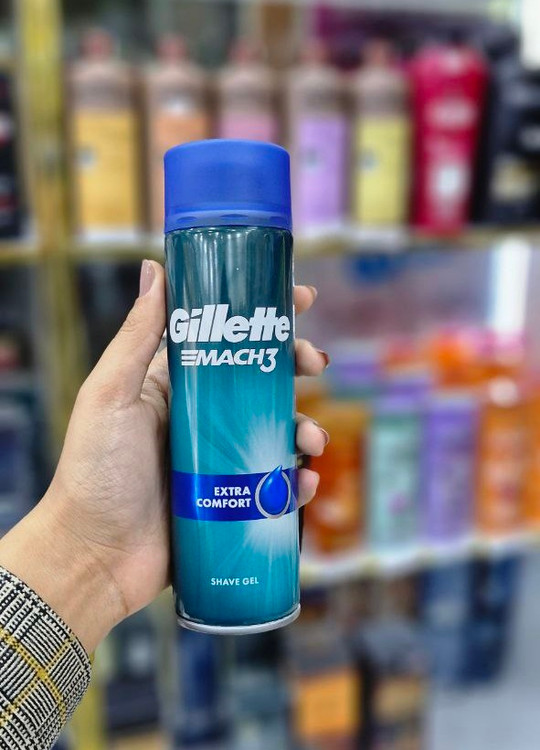 Gillette
MACH3
EXTRA
COMFORT
SHAVE GEL